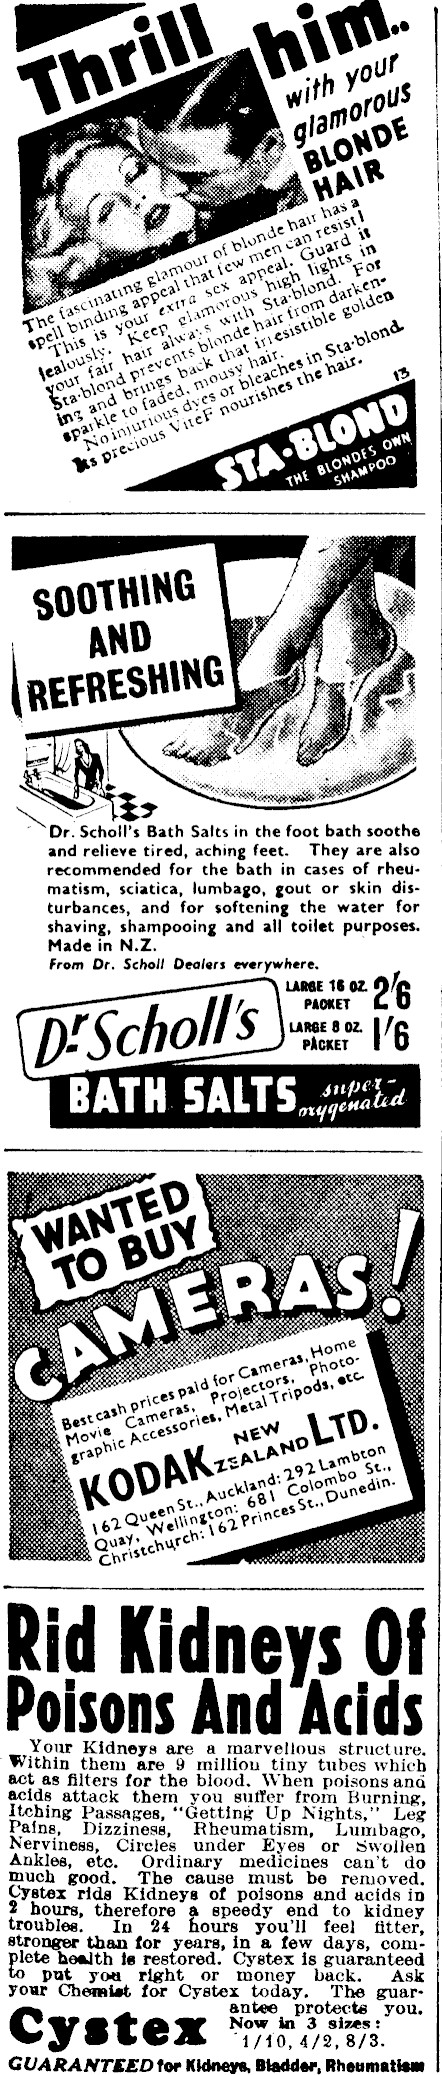 Thrill him..
with your
glamorous
BLONDE
HAIR
The fascinating glamour of blonde hair has a
spell binding appeal that few men can resist!
This is your extra sex appeal. Guard it
jealously. Keep glamorous high lights in
your fair hair always with Sta-blond. For
Sta-blond prevents blonde hair from darken-
ing and brings back that irresistible golden
sparkle to faded, mousy hair.
No injurious dyes or bleaches in Sta-blond.
Its precious ViteF nourishes the hair.
13
STA-BLOND
THE BLONDES OWN
SHAMPOO
SOOTHING
AND
REFRESHING
Dr. Scholl's Bath Salts in the foot bath soothe
and relieve tired, aching feet. They are also
recommended for the bath in cases of rheu-
matism, sciatica, lumbago, gout or skin dis-
turbances, and for softening the water for
shaving, shampooing and all toilet purposes.
Made in N.Z.
From Dr. Scholl Dealers everywhere.
Dr Scholl's
LARGE 16 OZ. PACKET 2/6
LARGE 8 OZ. PACKET 1/6
BATH SALTS super-oxygenated
WANTED
TO BUY
CAMERAS!
Best cash prices paid for Cameras, Home
Movie Cameras, Projectors, Photo-
graphic Accessories, Metal Tripods, etc.
KODAK NEW ZEALAND LTD.
162 Queen St., Auckland: 292 Lambton
Quay, Wellington: 681 Colombo St.,
Christchurch: 162 Princes St., Dunedin.
Rid Kidneys Of
Poisons And Acids
Your Kidneys are a marvellous structure.
Within them are 9 million tiny tubes which
act as filters for the blood. When poisons and
acids attack them you suffer from Burning,
Itching Passages, "Getting Up Nights," Leg
Pains, Dizziness, Rheumatism, Lumbago,
Nerviness, Circles under Eyes or Swollen
Ankles, etc. Ordinary medicines can't do
much good. The cause must be removed.
Cystex rids Kidneys of poisons and acids in
2 hours, therefore a speedy end to kidney
troubles. In 24 hours you'll feel fitter,
stronger than for years, in a few days, com-
plete health is restored. Cystex is guaranteed
to put you right or money back. Ask
your Chemist for Cystex today. The guar-
antee protects you.
Cystex
Now in 3 sizes:
1/10, 4/2, 8/3.
GUARANTEED for Kidneys, Bladder, Rheumatism